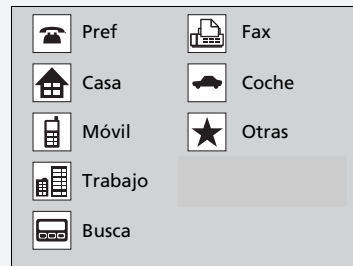 Pref
Casa
Móvil
Trabajo
Busca
Fax
Coche
Otras